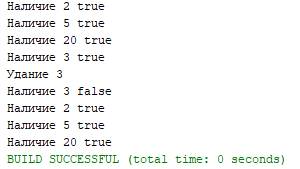 Наличие 2 true
Наличие 5 true
Наличие 20 true
Наличие 3 true
Удание 3
Наличие 3 false
Наличие 2 true
Наличие 5 true
Наличие 20 true
BUILD SUCCESSFUL (total time: 0 seconds)